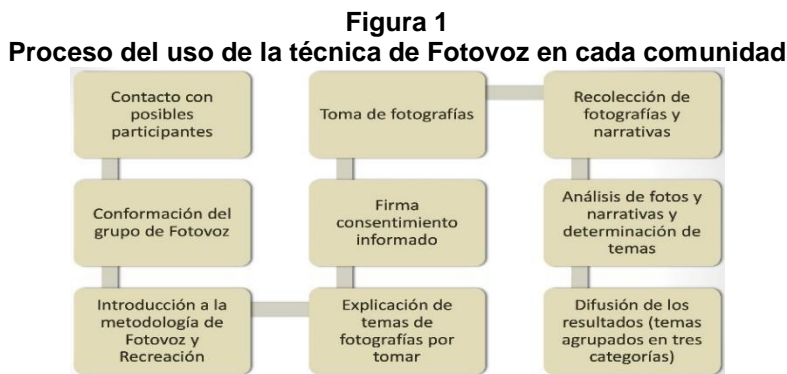 Figura 1
Proceso del uso de la técnica de Fotovoz en cada comunidad
Contacto con
posibles
participantes
Conformación del
grupo de Fotovoz
Introducción a la
metodología de
Fotovoz y
Recreación
Explicación de
temas de
fotografías por
tomar
Firma
consentimiento
informado
Toma de fotografías
Recolección de
fotografías y
narrativas
Análisis de fotos y
narrativas y
determinación de
temas
Difusión de los
resultados (temas
agrupados en tres
categorías)